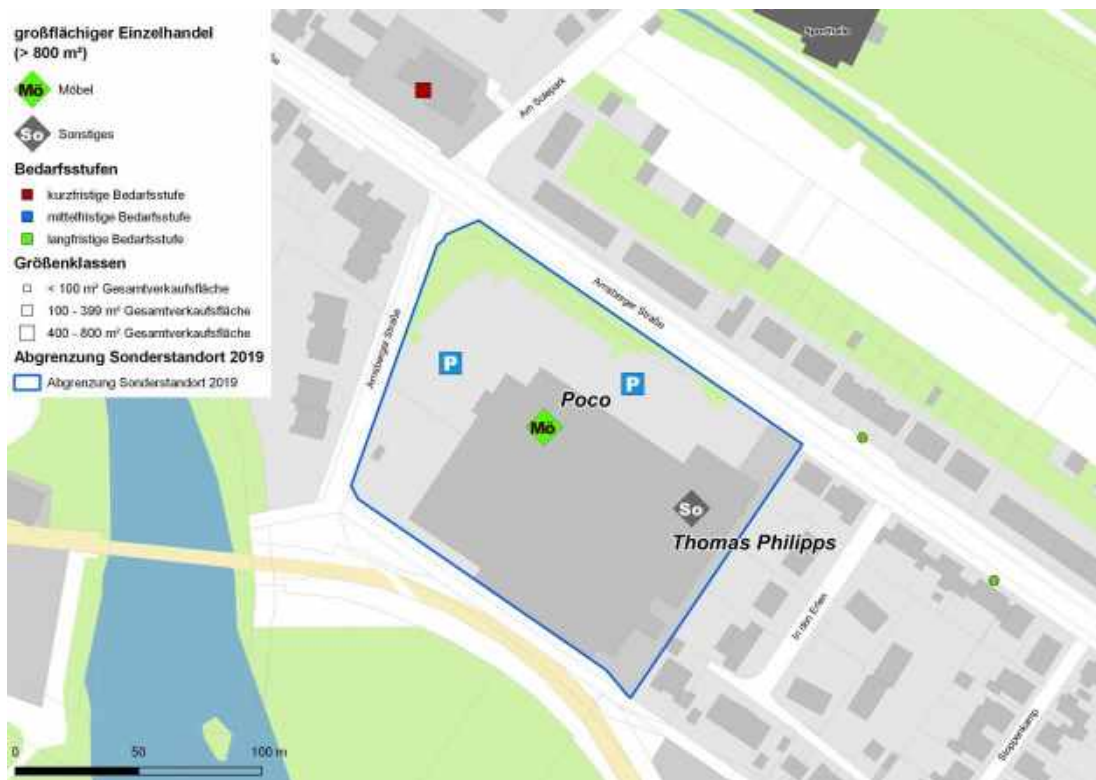 großflächiger Einzelhandel
(> 800 m²)
Mö Möbel
So Sonstiges
Bedarfsstufen
kurzfristige Bedarfsstufe
mittelfristige Bedarfsstufe
langfristige Bedarfsstufe
Größenklassen
< 100 m² Gesamtverkaufsfläche
100 - 399 m² Gesamtverkaufsfläche
400 - 800 m² Gesamtverkaufsfläche
Abgrenzung Sonderstandort 2019
Abgrenzung Sonderstandort 2019
Sporthalle
Am Solepark
Arnsberger Straße
Arnsberger Straße
P
P
Poco
Mö
So
Thomas Philipps
In den Erlen
Stoppenkamp
0 50 100 m